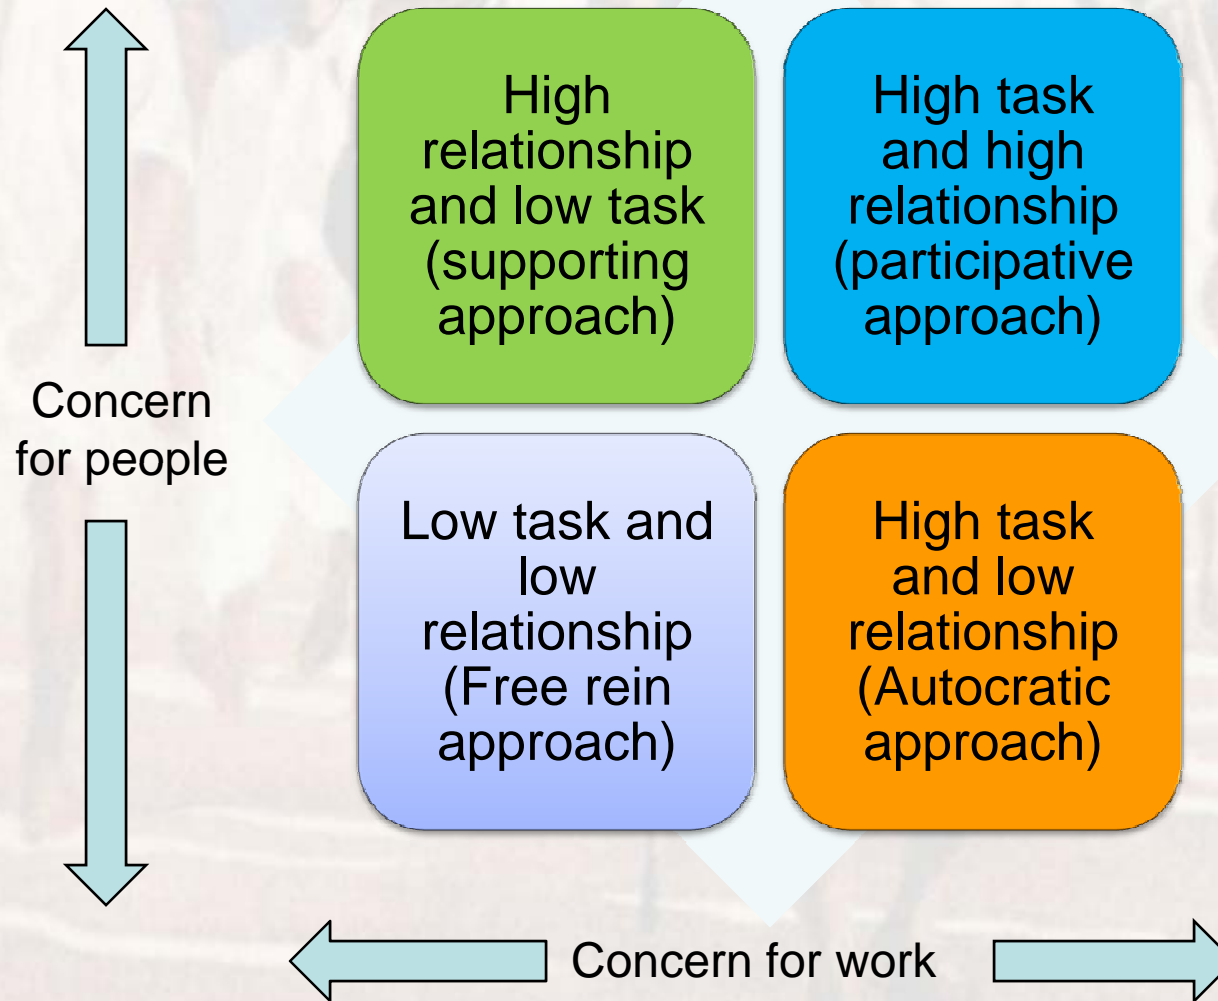 High
relationship
and low task
(supporting
approach)
High task
and high
relationship
(participative
approach)
Concern
for people
Low task and
low
relationship
(Free rein
approach)
High task
and low
relationship
(Autocratic
approach)
Concern for work